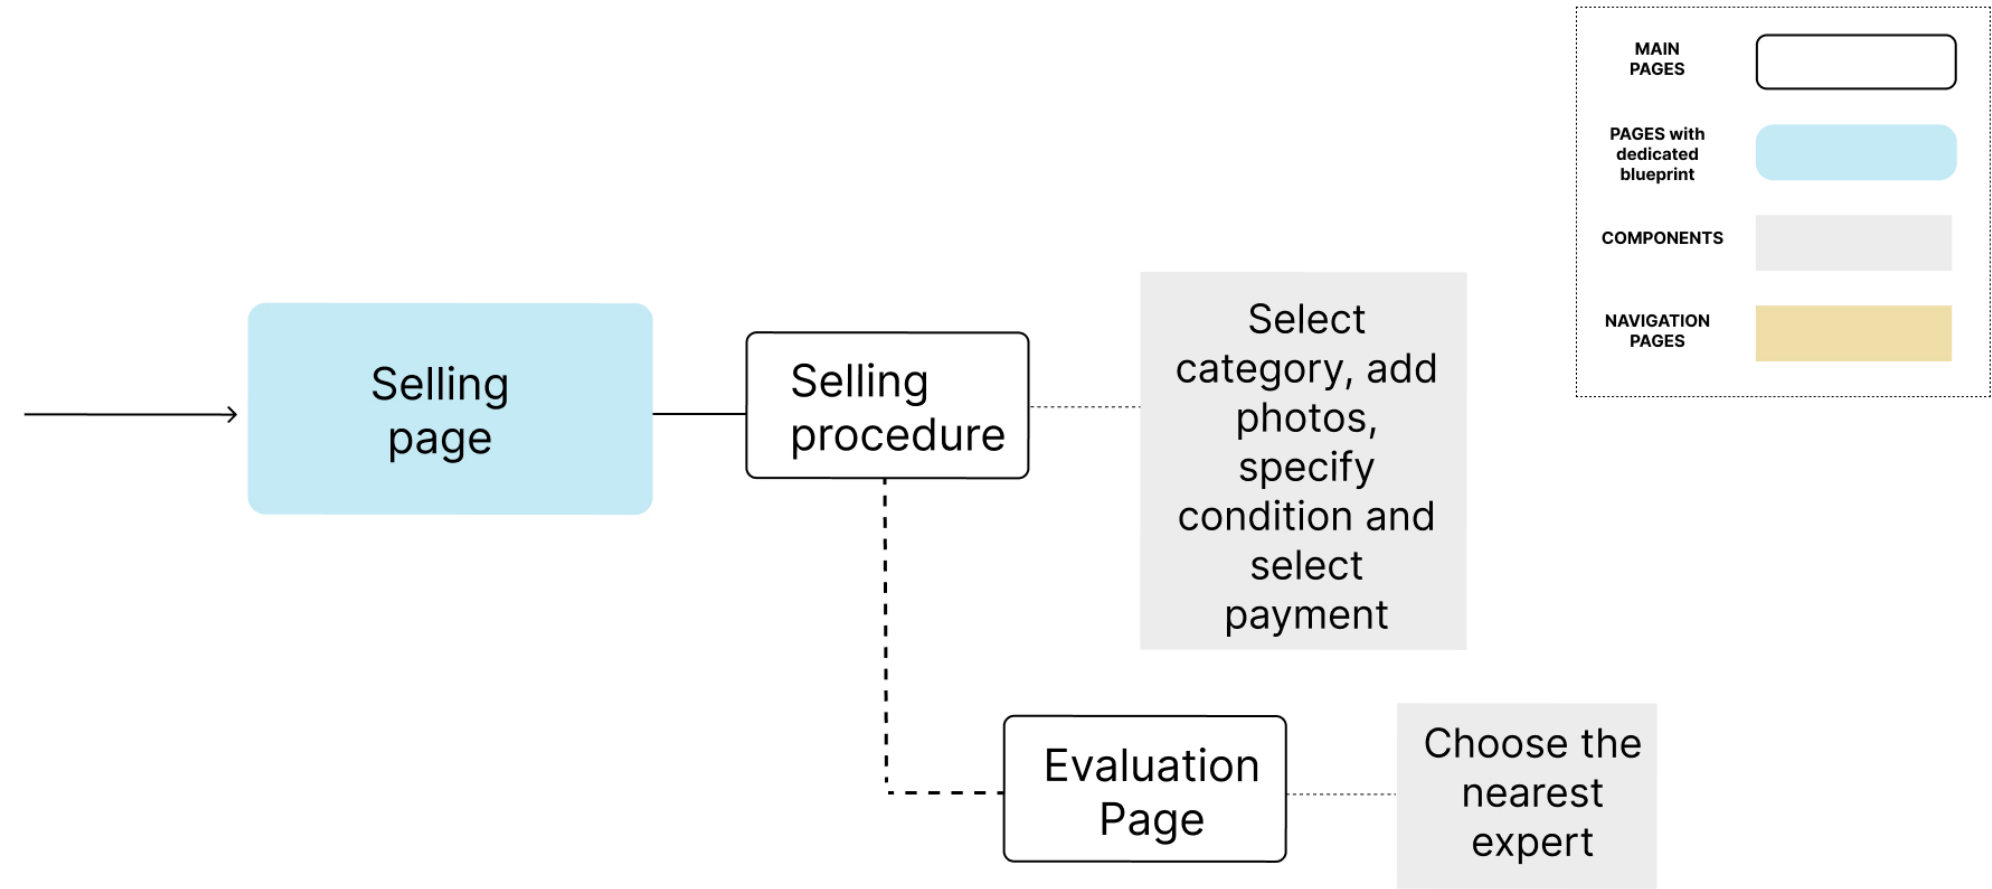 MAIN
PAGES
PAGES with
dedicated
blueprint
COMPONENTS
NAVIGATION
PAGES
Selling
page
Selling
procedure
Select
category, add
photos,
specify
condition and
select
payment
Evaluation
Page
Choose the
nearest
expert